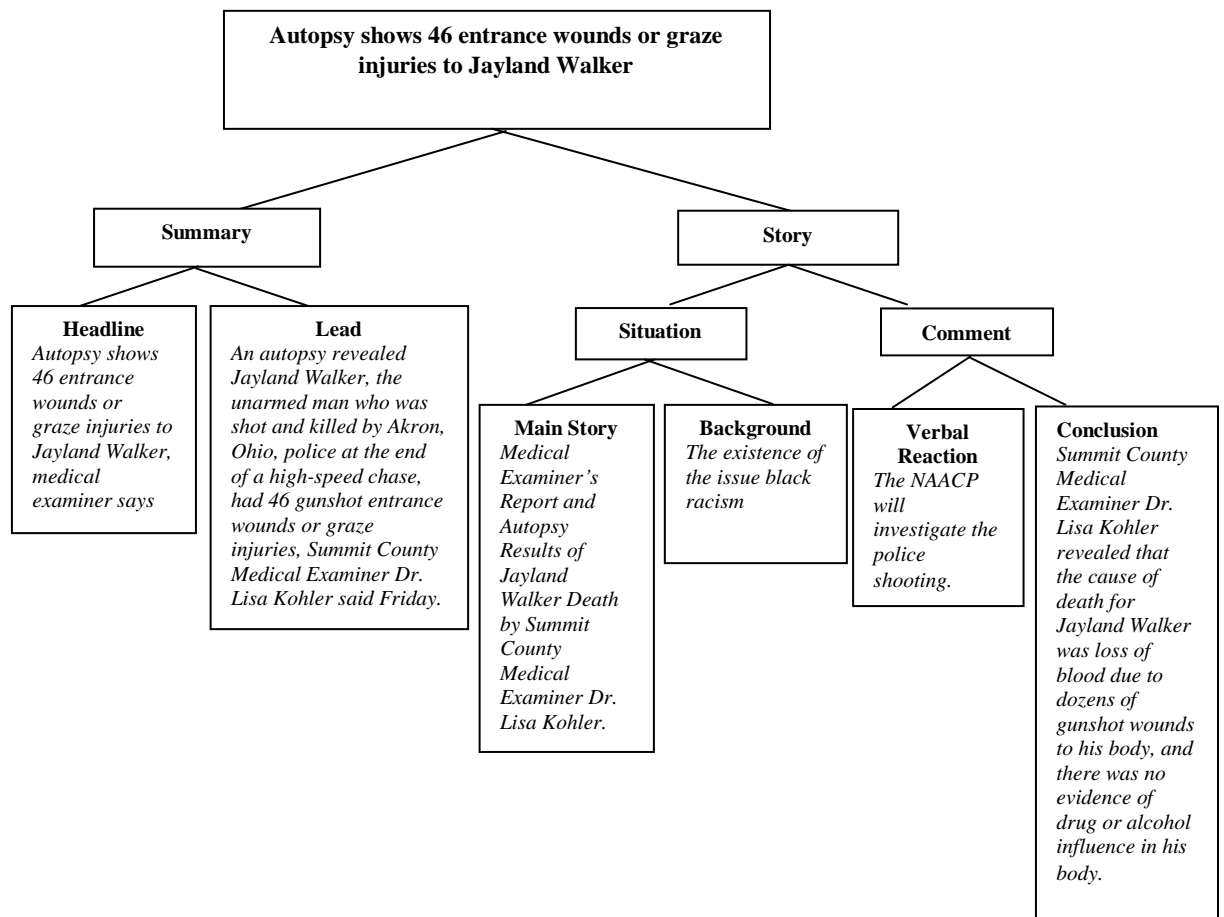 Autopsy shows 46 entrance wounds or graze
injuries to Jayland Walker
Summary
Story
Headline
Autopsy shows
46 entrance
wounds or
graze injuries to
Jayland Walker,
medical
examiner says
Lead
An autopsy revealed
Jayland Walker, the
unarmed man who was
shot and killed by Akron,
Ohio, police at the end
of a high-speed chase,
had 46 gunshot entrance
wounds or graze
injuries, Summit County
Medical Examiner Dr.
Lisa Kohler said Friday.
Situation
Comment
Main Story
Medical
Examiner's
Report and
Autopsy
Results of
Jayland
Walker Death
by Summit
County
Medical
Examiner Dr.
Lisa Kohler.
Background
The existence of
the issue black
racism
Verbal
Reaction
The NAACP
will
investigate the
police
shooting.
Conclusion
Summit County
Medical
Examiner Dr.
Lisa Kohler
revealed that
the cause of
death for
Jayland Walker
was loss of
blood due to
dozens of
gunshot wounds
to his body, and
there was no
evidence of
drug or alcohol
influence in his
body.